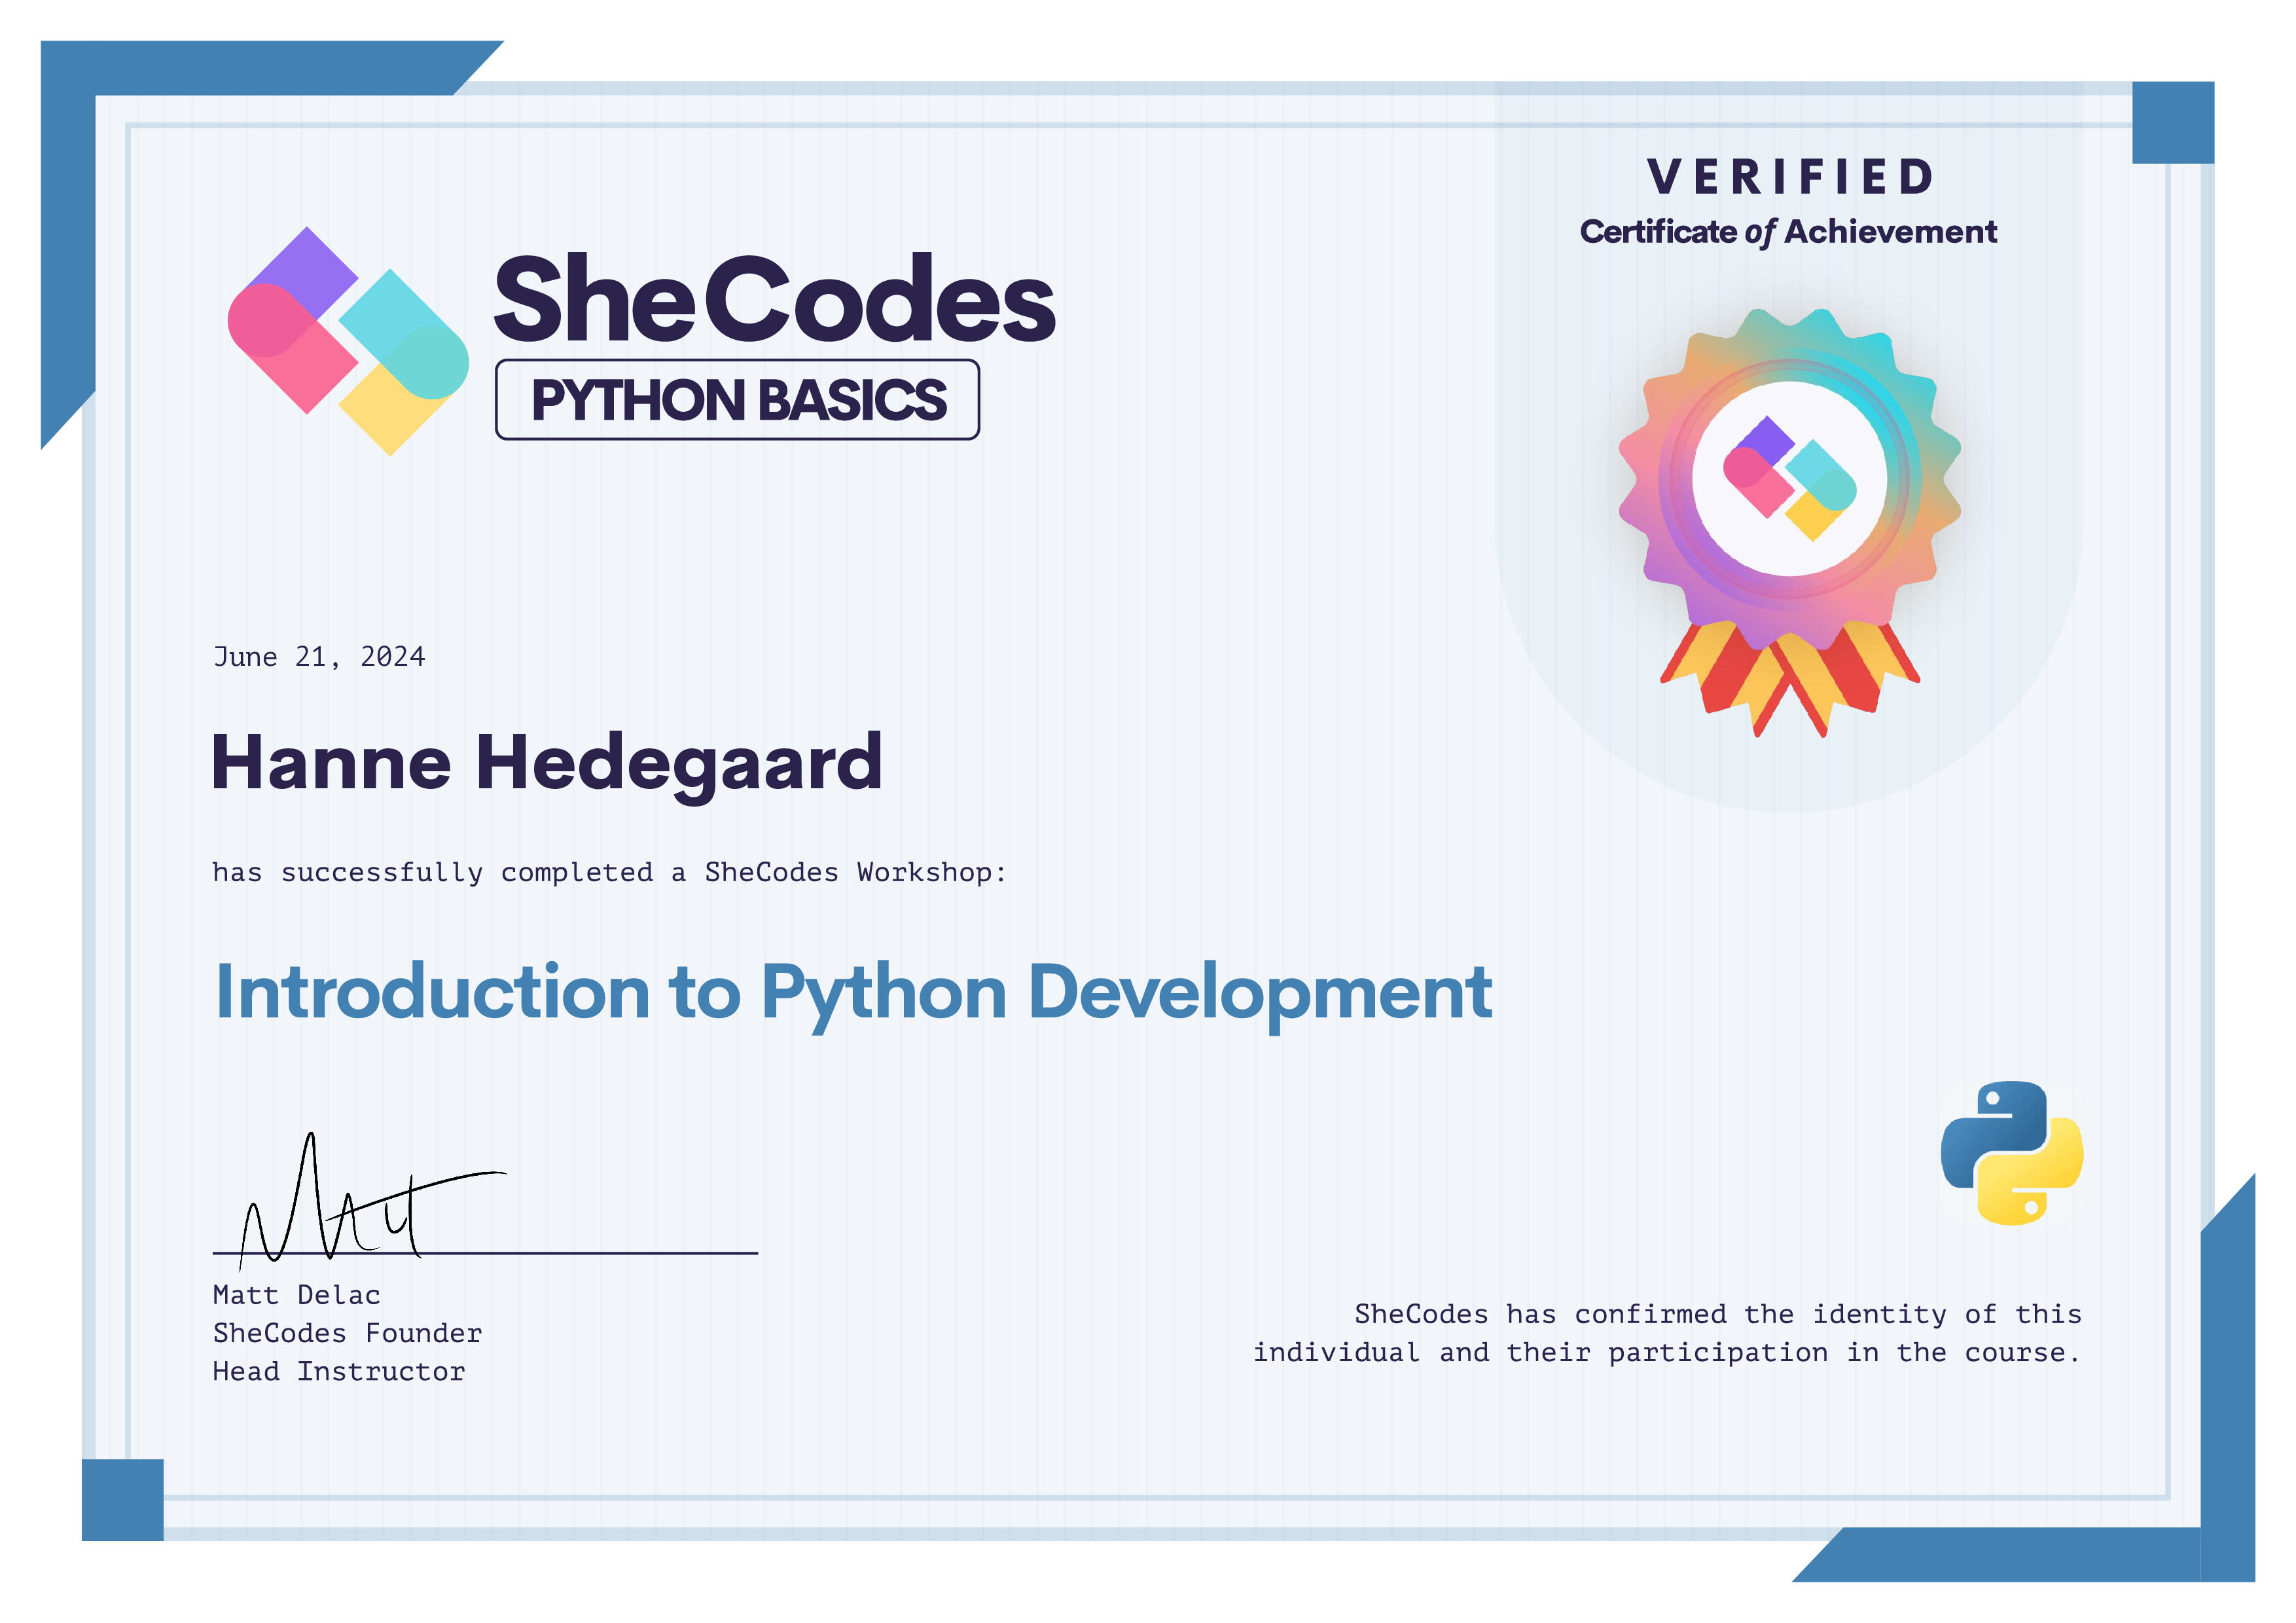 VERIFIED
Certificate of Achievement
SheCodes
PYTHON BASICS
June 21, 2024
Hanne Hedegaard
has successfully completed a SheCodes Workshop:
Introduction to Python Development
Matt
Matt Delac
SheCodes Founder
Head Instructor
SheCodes has confirmed the identity of this
individual and their participation in the course.